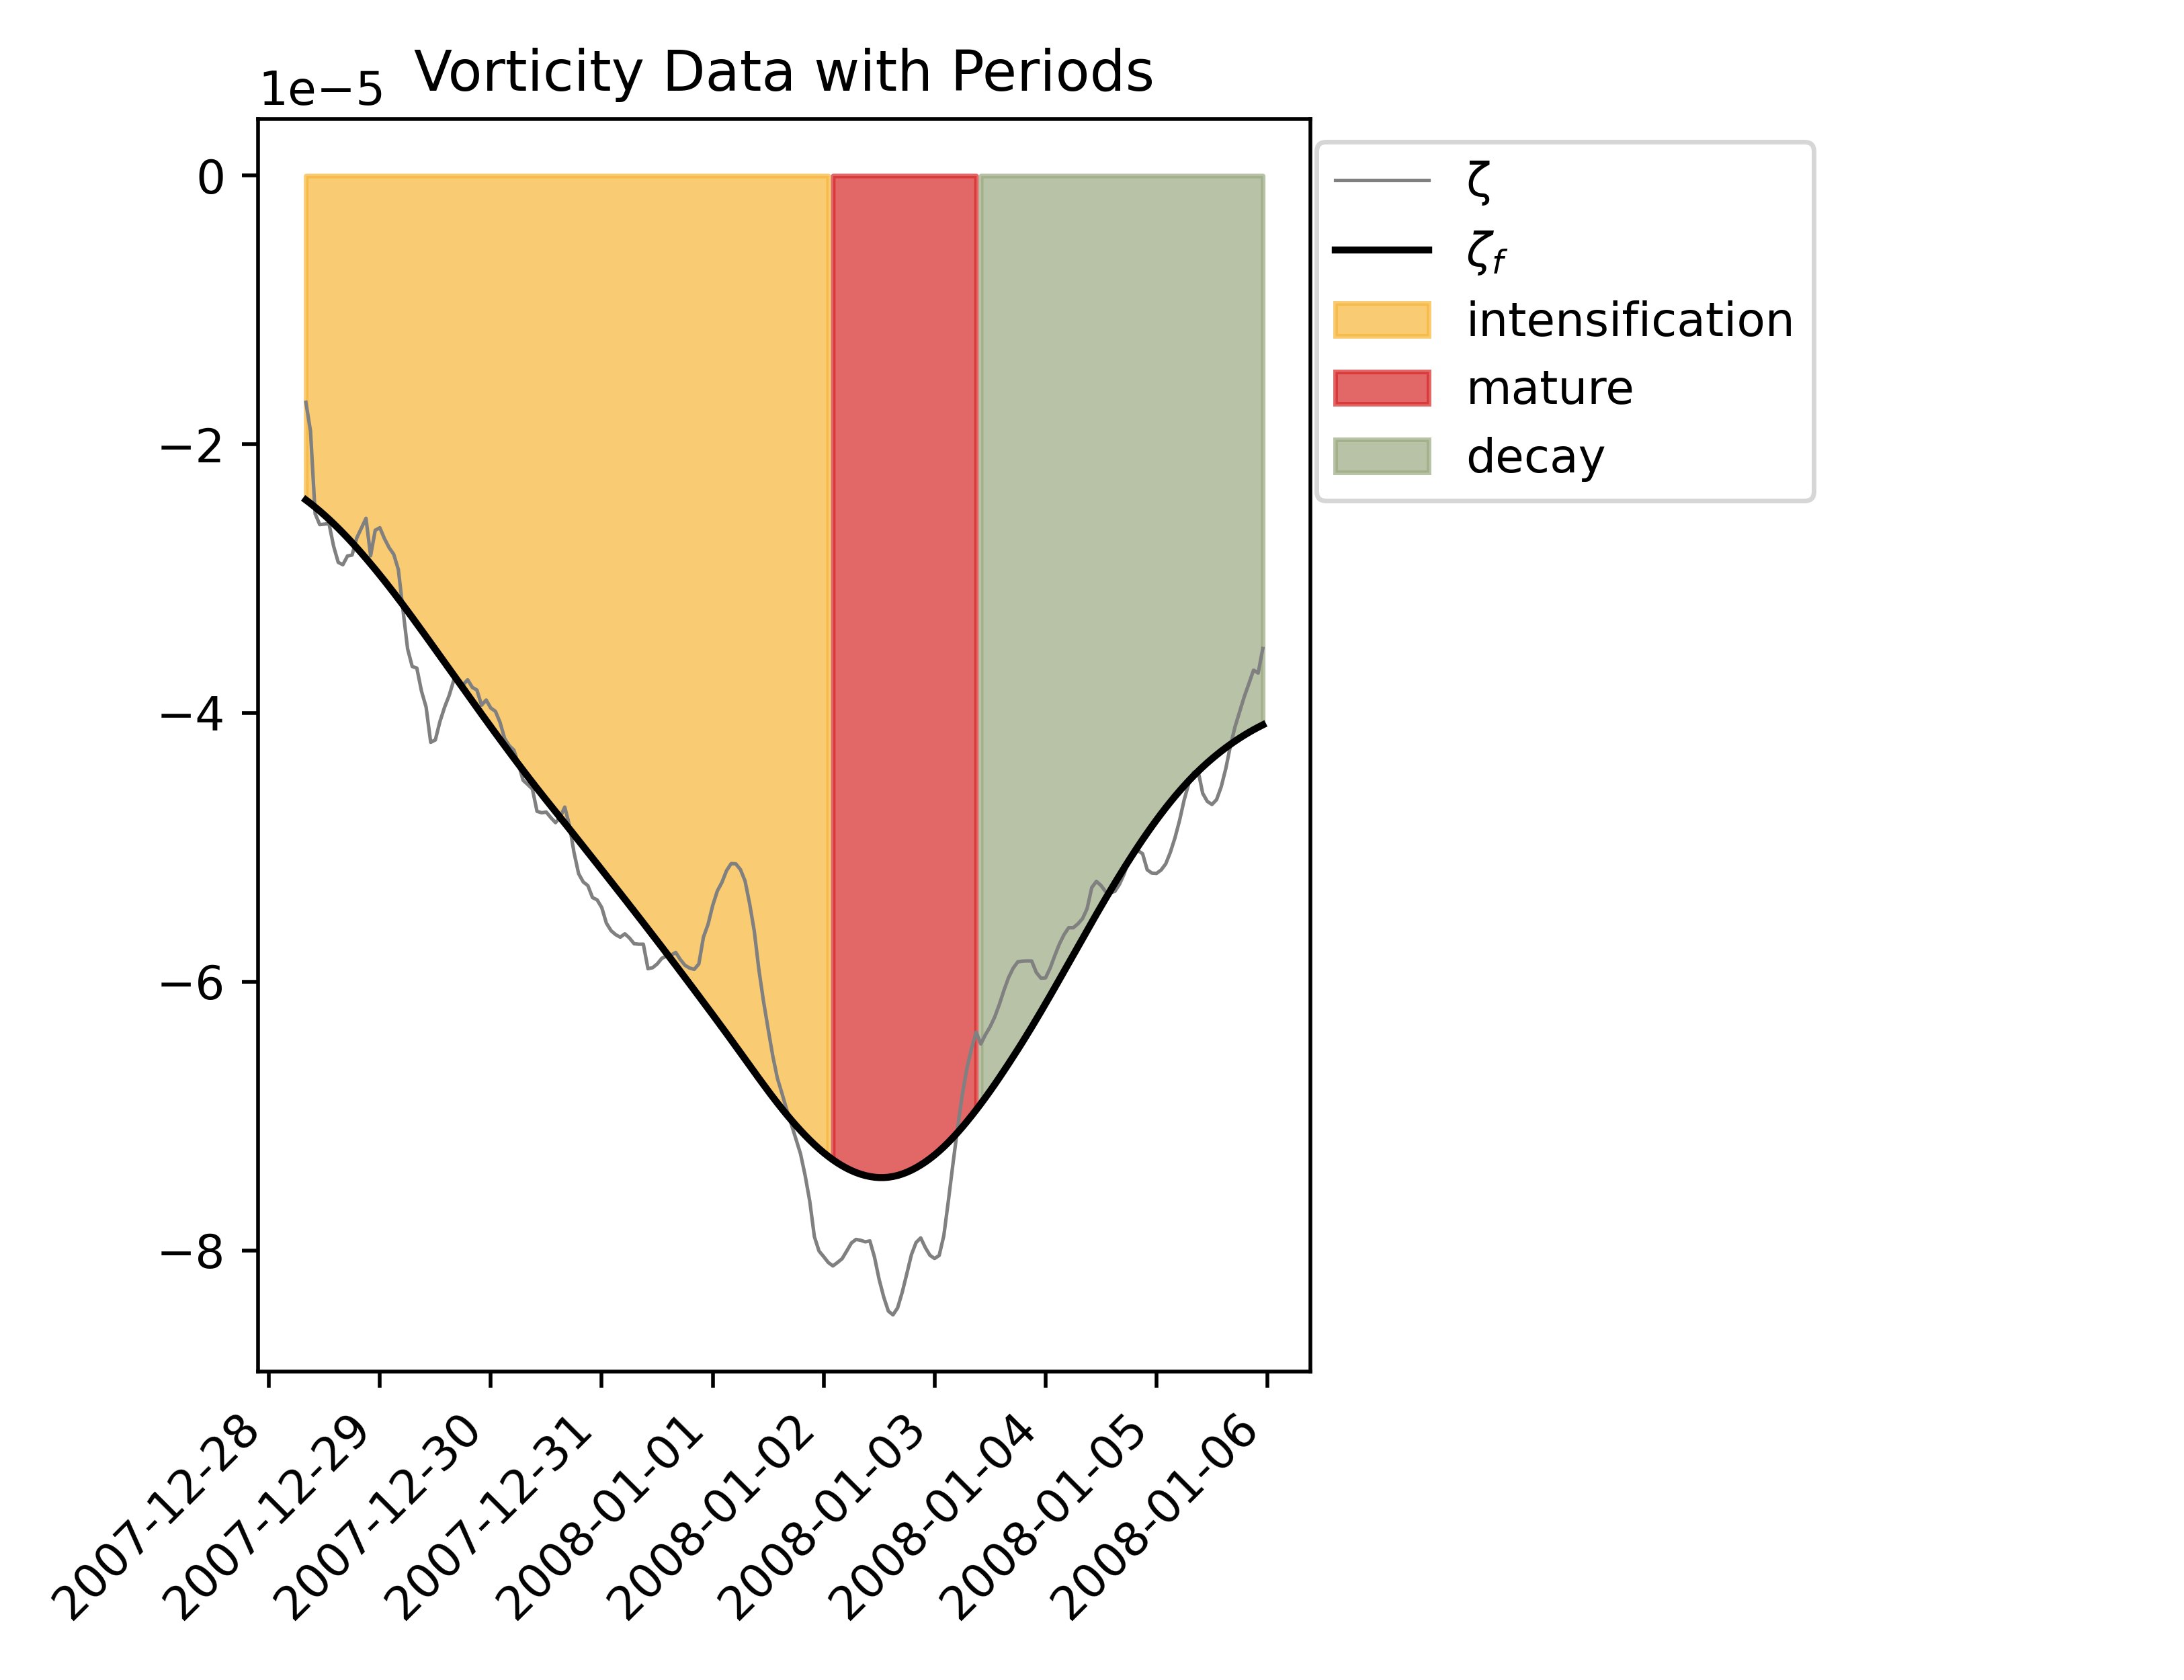 Vorticity Data with Periods
1e−5
0
−2
−4
−6
−8
2007-12-28
2007-12-29
2007-12-30
2007-12-31
2008-01-01
2008-01-02
2008-01-03
2008-01-04
2008-01-05
2008-01-06
ζ
ζf
intensification
mature
decay